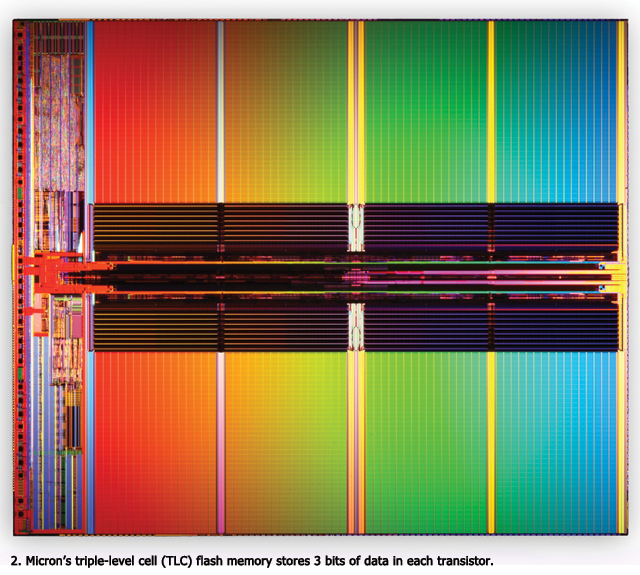 2. Micron's triple-level cell (TLC) flash memory stores 3 bits of data in each transistor.